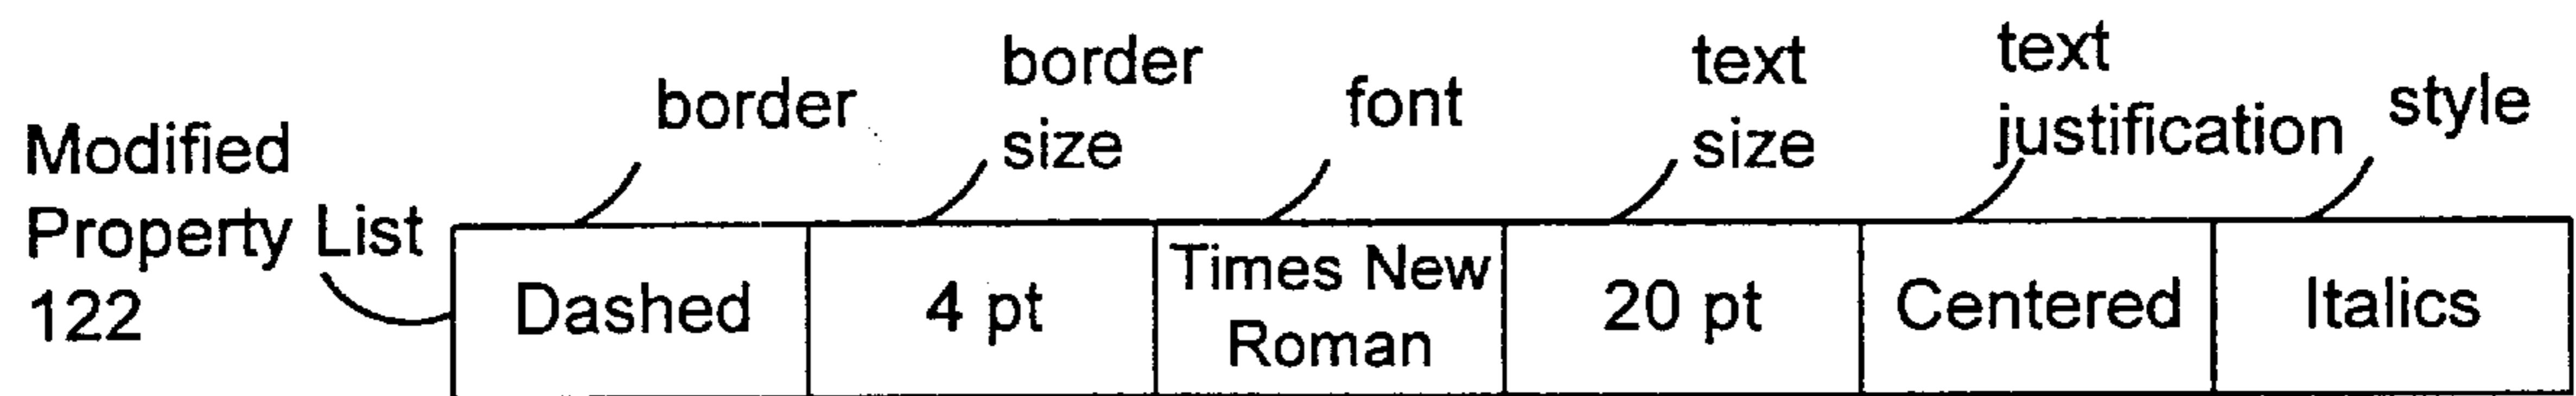 Modified
Property List
122
border
border
size
font
text
size
text
justification
style
Dashed
4 pt
Times New
Roman
20 pt
Centered
Italics